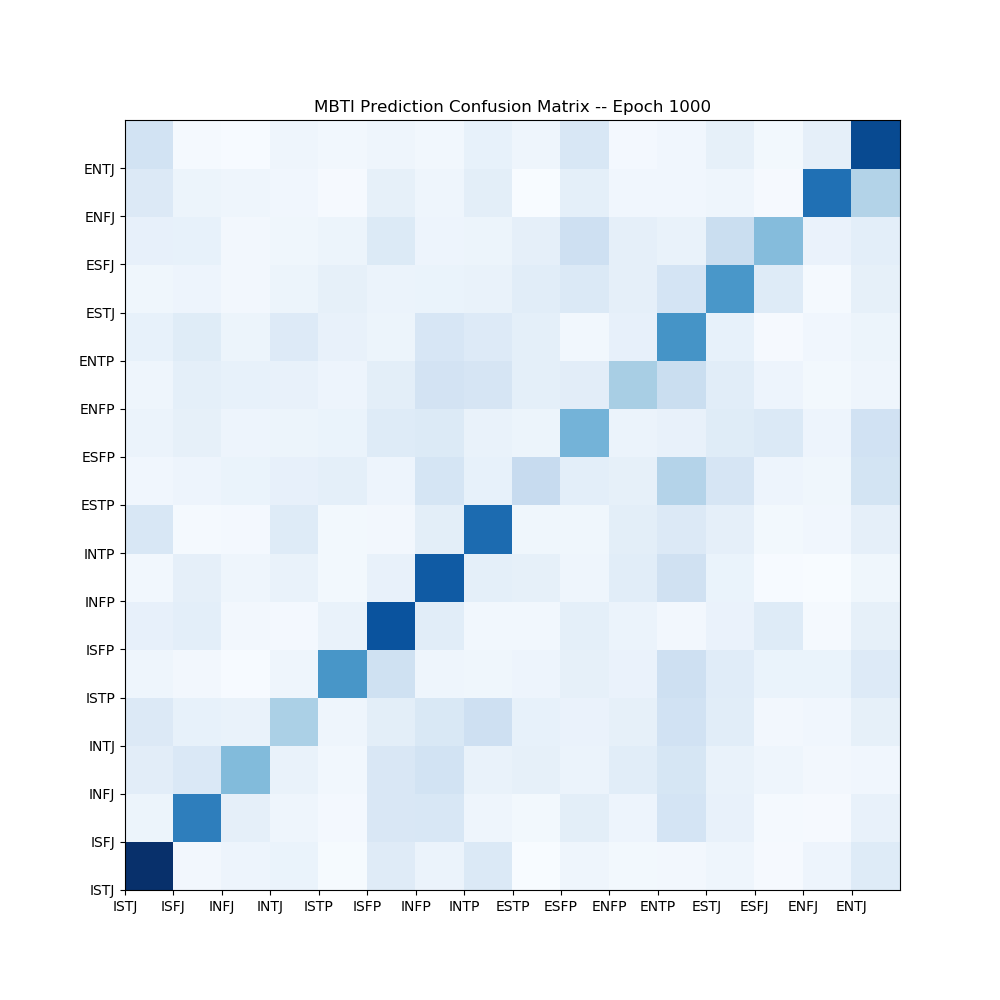 MBTI Prediction Confusion Matrix -- Epoch 1000
ENTJ
ENFJ
ESFJ
ESTJ
ENTP
ENFP
ESFP
ESTP
INTP
INFP
ISFP
ISTP
INTJ
INFJ
ISFJ
ISTJ
ISTJ ISFJ INFJ INTJ ISTP ISFP INFP INTP ESTP ESFP ENFP ENTP ESTJ ESFJ ENFJ ENTJ